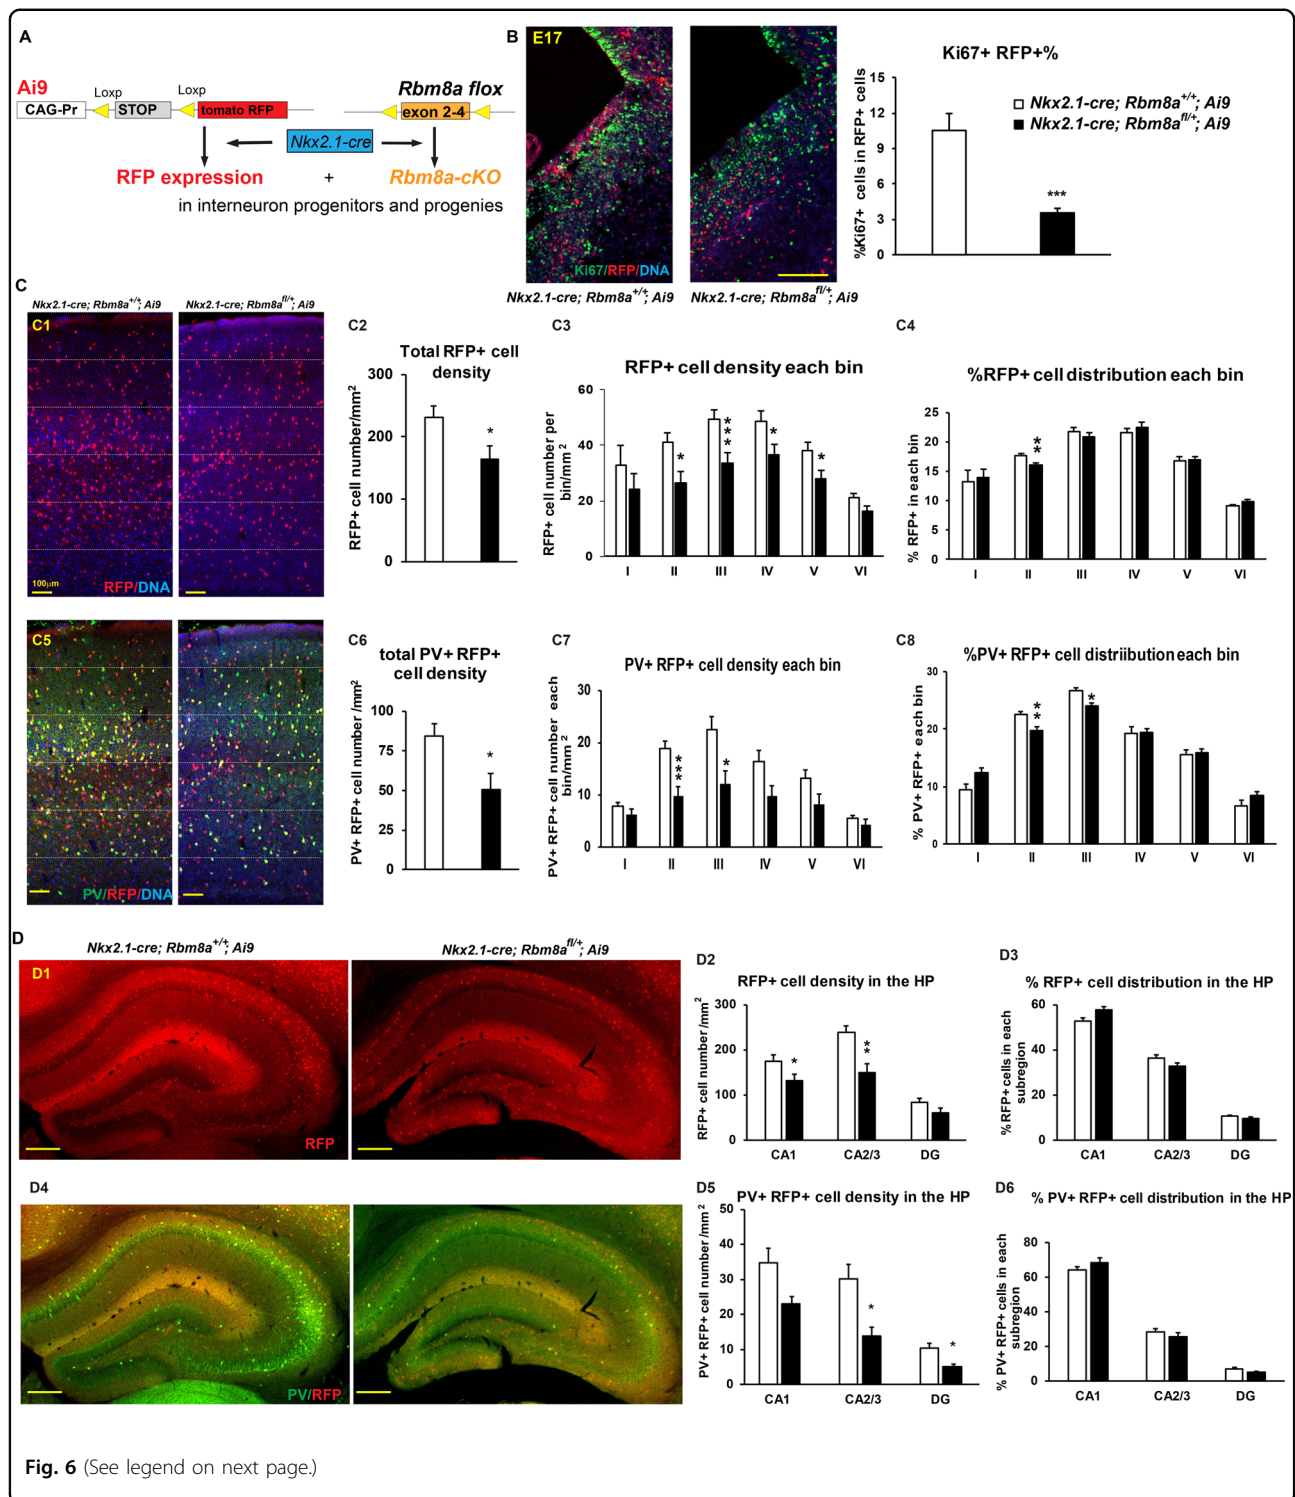 A
Ai9
Loxp
Loxp
CAG-Pr
STOP
tomato RFP
Rbm8a flox
exon 2-4
Nkx2.1-cre
RFP expression
+
Rbm8a-cKO
in interneuron progenitors and progenies
B
E17
Ki67/RFP/DNA
Nkx2.1-cre; Rbm8a+/+; Ai9
Nkx2.1-cre; Rbm8afl/+; Ai9
Ki67+ RFP+%
%Ki67+ cells in RFP+ cells
15
12
9
6
3
0
***
Nkx2.1-cre; Rbm8a+/+; Ai9
Nkx2.1-cre; Rbm8afl/+; Ai9
C
Nkx2.1-cre; Rbm8a+/+; Ai9
Nkx2.1-cre; Rbm8afl/+; Ai9
C1
100µm
RFP/DNA
C2
Total RFP+ cell
density
RFP+ cell number/mm2
300
200
100
0
*
C3
RFP+ cell density each bin
RFP+ cell number per
bin/mm2
60
40
20
0
*
***
*
*
I II III IV V VI
C4
%RFP+ cell distribution each bin
% RFP+ in each bin
25
20
15
10
5
0
**
I II III IV V VI
C5
PV/RFP/DNA
C6
total PV+ RFP+
cell density
PV+ RFP+ cell number /mm2
100
75
50
25
0
*
C7
PV+ RFP+ cell density each bin
PV+ RFP+ cell number each
bin/mm2
30
20
10
0
***
*
I II III IV V VI
C8
%PV+ RFP+ cell distriibution each bin
% PV+ RFP+ each bin
30
20
10
0
**
*
I II III IV V VI
D
Nkx2.1-cre; Rbm8a+/+; Ai9
Nkx2.1-cre; Rbm8afl/+; Ai9
D1
RFP
D2
RFP+ cell density in the HP
RFP+ cell number /mm2
300
200
100
0
*
**
CA1 CA2/3 DG
D3
% RFP+ cell distribution in the HP
% RFP+ cells in each
subregion
60
40
20
0
CA1 CA2/3 DG
D4
PV/RFP
D5
PV+ RFP+ cell density in the HP
PV+ RFP+ cell number /mm2
40
30
20
10
0
*
*
CA1 CA2/3 DG
D6
% PV+ RFP+ cell distribution in the HP
% PV+ RFP+ cells in each
subregion
80
60
40
20
0
CA1 CA2/3 DG
Fig. 6 (See legend on next page.)